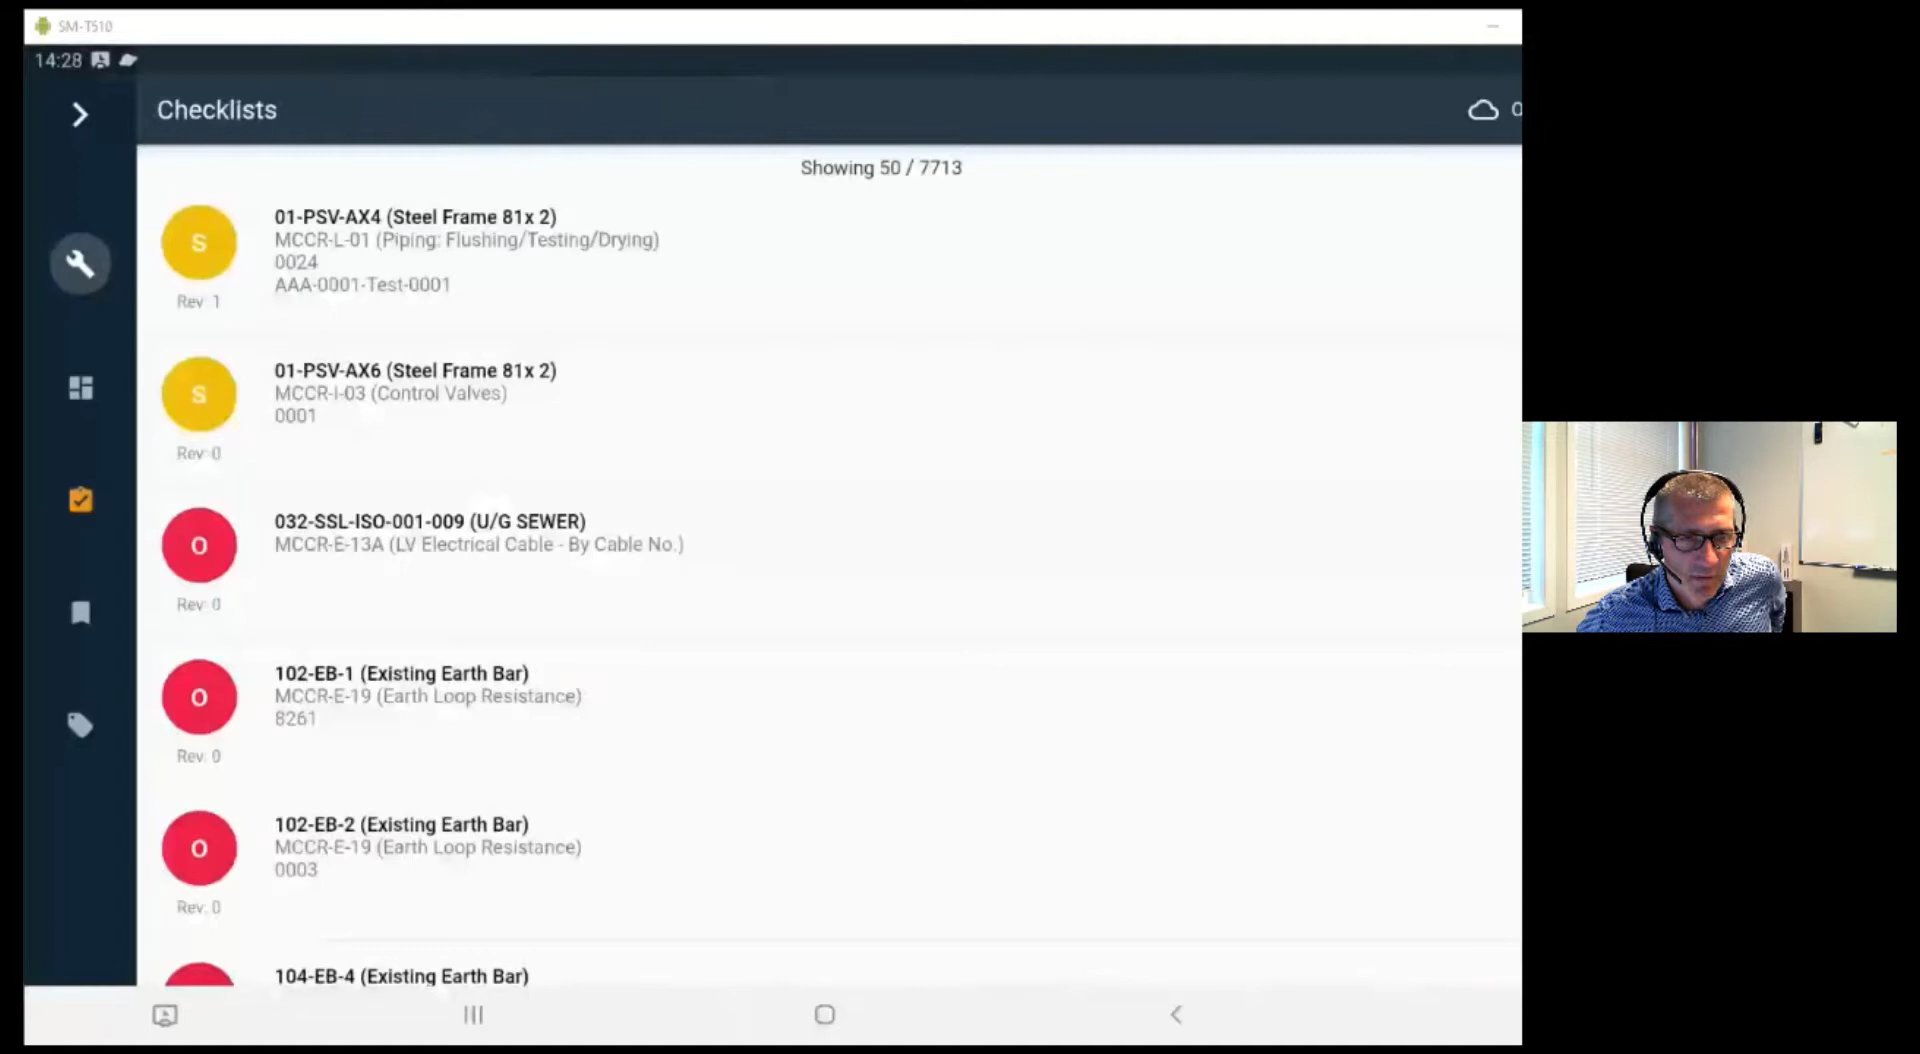 SM-T510
14:28
Checklists
Showing 50 / 7713
S
01-PSV-AX4 (Steel Frame 81x 2)
MCCR-L-01 (Piping: Flushing/Testing/Drying)
0024
AAA-0001-Test-0001
Rev: 1
S
01-PSV-AX6 (Steel Frame 81x 2)
MCCR-I-03 (Control Valves)
0001
Rev: 0
O
032-SSL-ISO-001-009 (U/G SEWER)
MCCR-E-13A (LV Electrical Cable - By Cable No.)
Rev: 0
O
102-EB-1 (Existing Earth Bar)
MCCR-E-19 (Earth Loop Resistance)
8261
Rev: 0
O
102-EB-2 (Existing Earth Bar)
MCCR-E-19 (Earth Loop Resistance)
0003
Rev: 0
104-EB-4 (Existing Earth Bar)